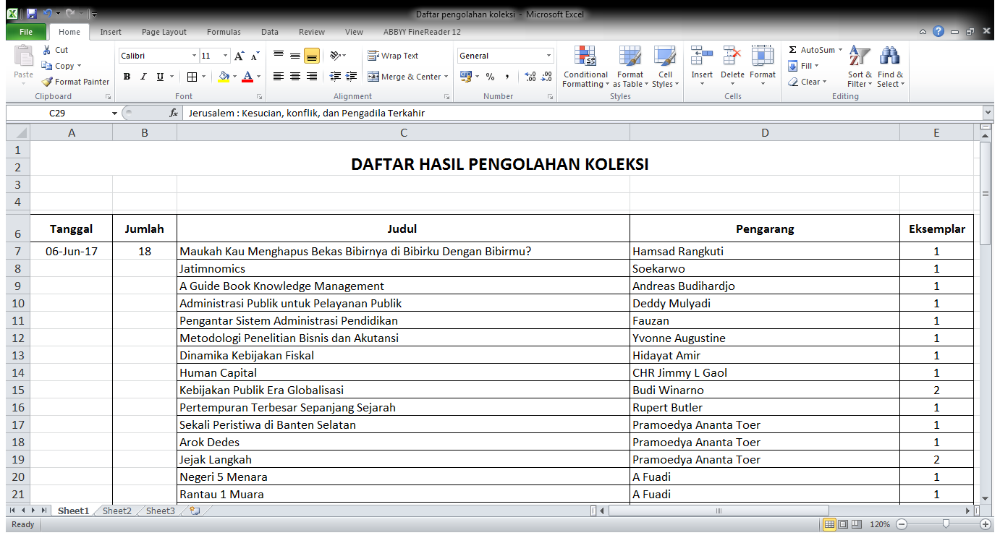 Daftar pengolahan koleksi - Microsoft Excel
File Home Insert Page Layout Formulas Data Review View ABBYY FineReader 12
Paste Cut Copy Format Painter
Calibri 11
B I U
Wrap Text
Merge & Center
General
% , .00
Conditional Formatting Format as Table Cell Styles
Insert Delete Format
Σ AutoSum Fill Clear
Sort & Filter Find & Select
Clipboard Font Alignment Number Styles Cells Editing
C29 fx Jerusalem : Kesucian, konflik, dan Pengadila Terkahir
A B C D E
1
2 DAFTAR HASIL PENGOLAHAN KOLEKSI
3
4
6 Tanggal Jumlah Judul Pengarang Eksemplar
7 06-Jun-17 18 Maukah Kau Menghapus Bekas Bibirnya di Bibirku Dengan Bibirmu? Hamsad Rangkuti 1
8 Jatimnomics Soekarwo 1
9 A Guide Book Knowledge Management Andreas Budihardjo 1
10 Administrasi Publik untuk Pelayanan Publik Deddy Mulyadi 1
11 Pengantar Sistem Administrasi Pendidikan Fauzan 1
12 Metodologi Penelitian Bisnis dan Akutansi Yvonne Augustine 1
13 Dinamika Kebijakan Fiskal Hidayat Amir 1
14 Human Capital CHR Jimmy L Gaol 1
15 Kebijakan Publik Era Globalisasi Budi Winarno 2
16 Pertempuran Terbesar Sepanjang Sejarah Rupert Butler 1
17 Sekali Peristiwa di Banten Selatan Pramoedya Ananta Toer 1
18 Arok Dedes Pramoedya Ananta Toer 1
19 Jejak Langkah Pramoedya Ananta Toer 2
20 Negeri 5 Menara A Fuadi 1
21 Rantau 1 Muara A Fuadi 1
Sheet1 Sheet2 Sheet3
Ready 120%